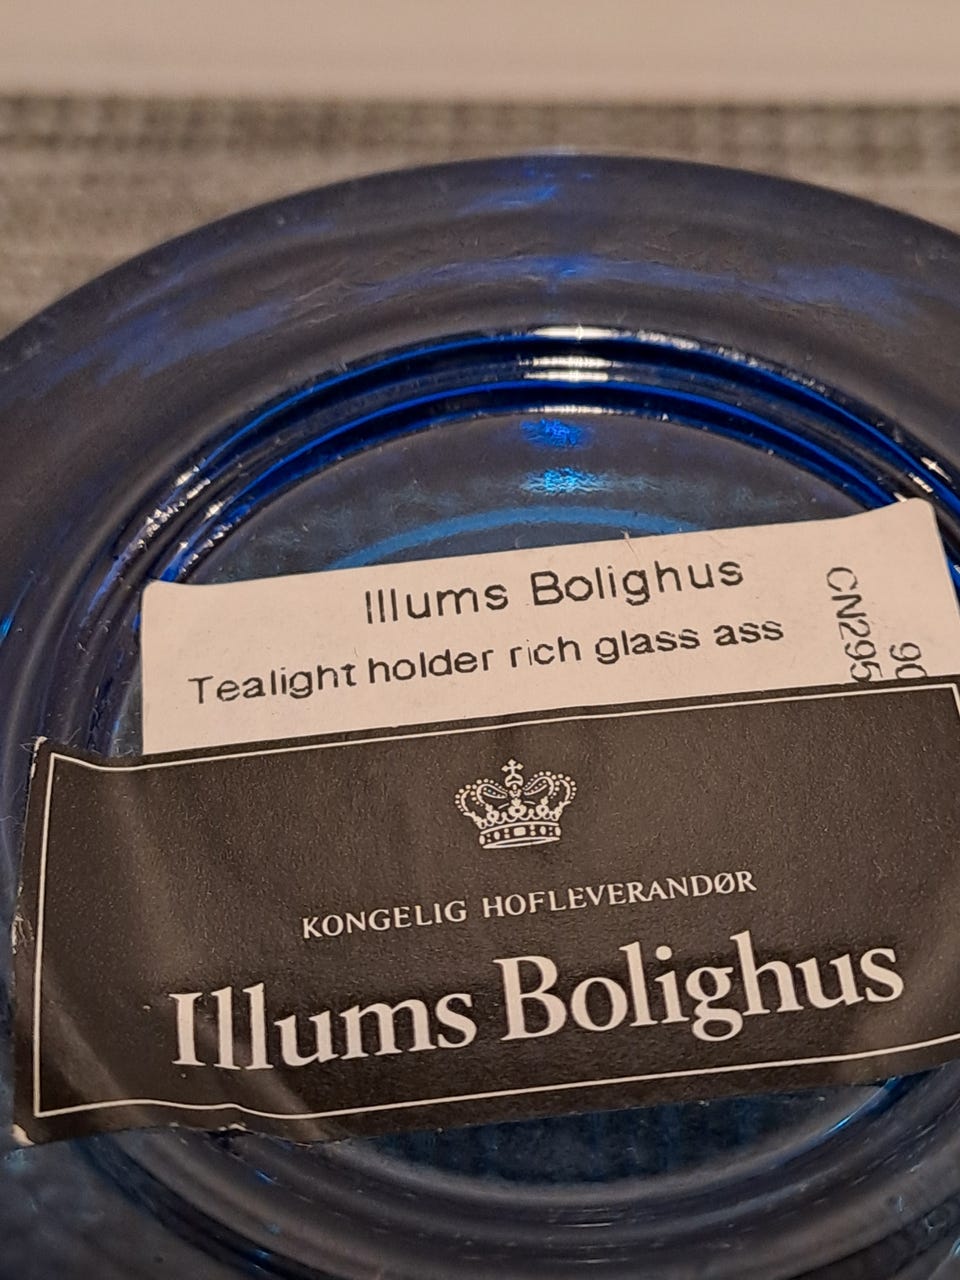 Illums Bolighus
Tealight holder rich glass ass
CN295
90
KONGELIG HOFLEVERANDØR
Illums Bolighus